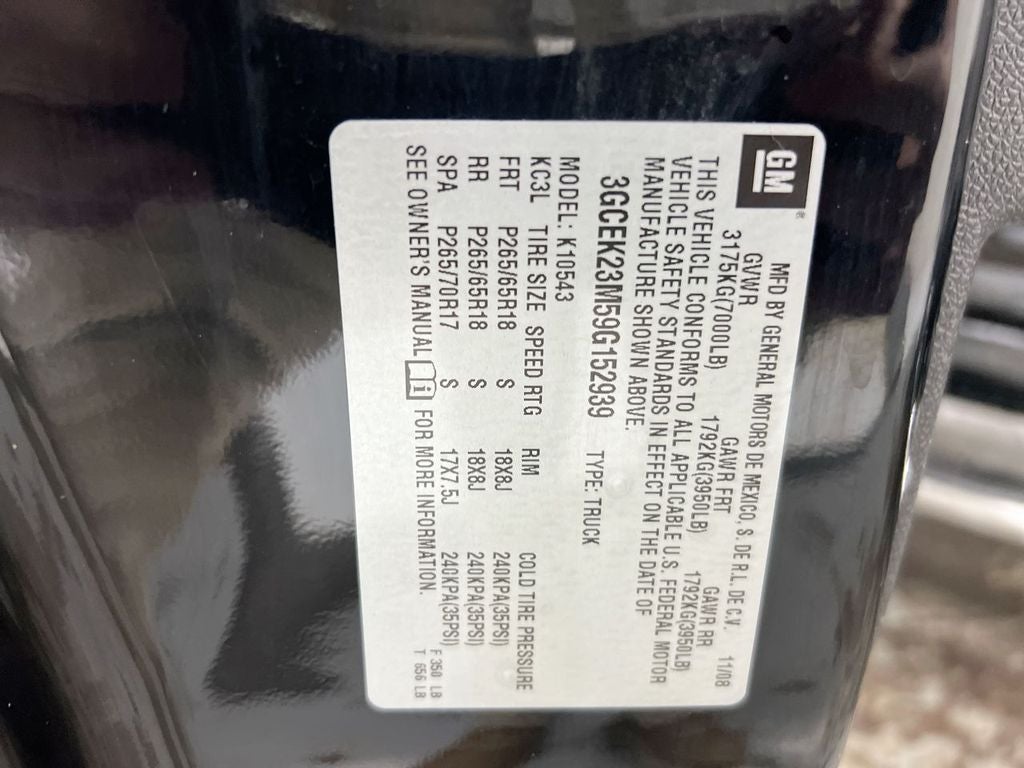 GM®
MFD BY GENERAL MOTORS DE MEXICO, S. DE R.L. DE C.V. 11/08
GVWR GAWR FRT GAWR RR
3175KG(7000LB) 1792KG(3950LB) 1792KG(3950LB)
THIS VEHICLE CONFORMS TO ALL APPLICABLE U.S. FEDERAL MOTOR
VEHICLE SAFETY STANDARDS IN EFFECT ON THE DATE OF
MANUFACTURE SHOWN ABOVE.
3GCEK23M59G152939 TYPE: TRUCK
MODEL: K10543
KC3L TIRE SIZE SPEED RTG RIM COLD TIRE PRESSURE
FRT P265/65R18 S 18X8J 240KPA(35PSI)
RR P265/65R18 S 18X8J 240KPA(35PSI)
SPA P265/70R17 S 17X7.5J 240KPA(35PSI)
SEE OWNER'S MANUAL i FOR MORE INFORMATION.
F 350 LB
T 656 LB